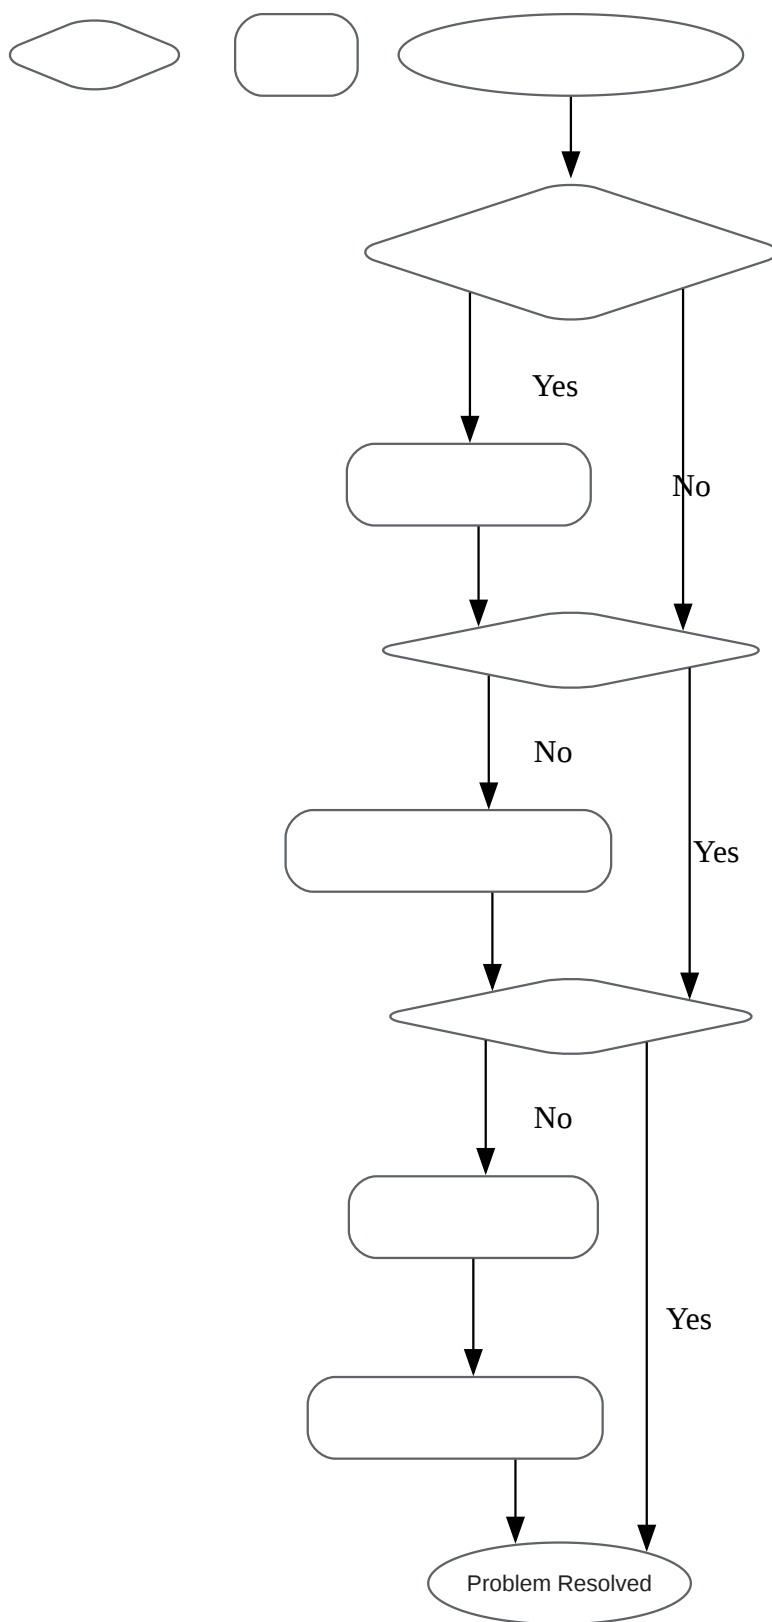 Yes
No
No
Yes
No
Yes
Problem Resolved